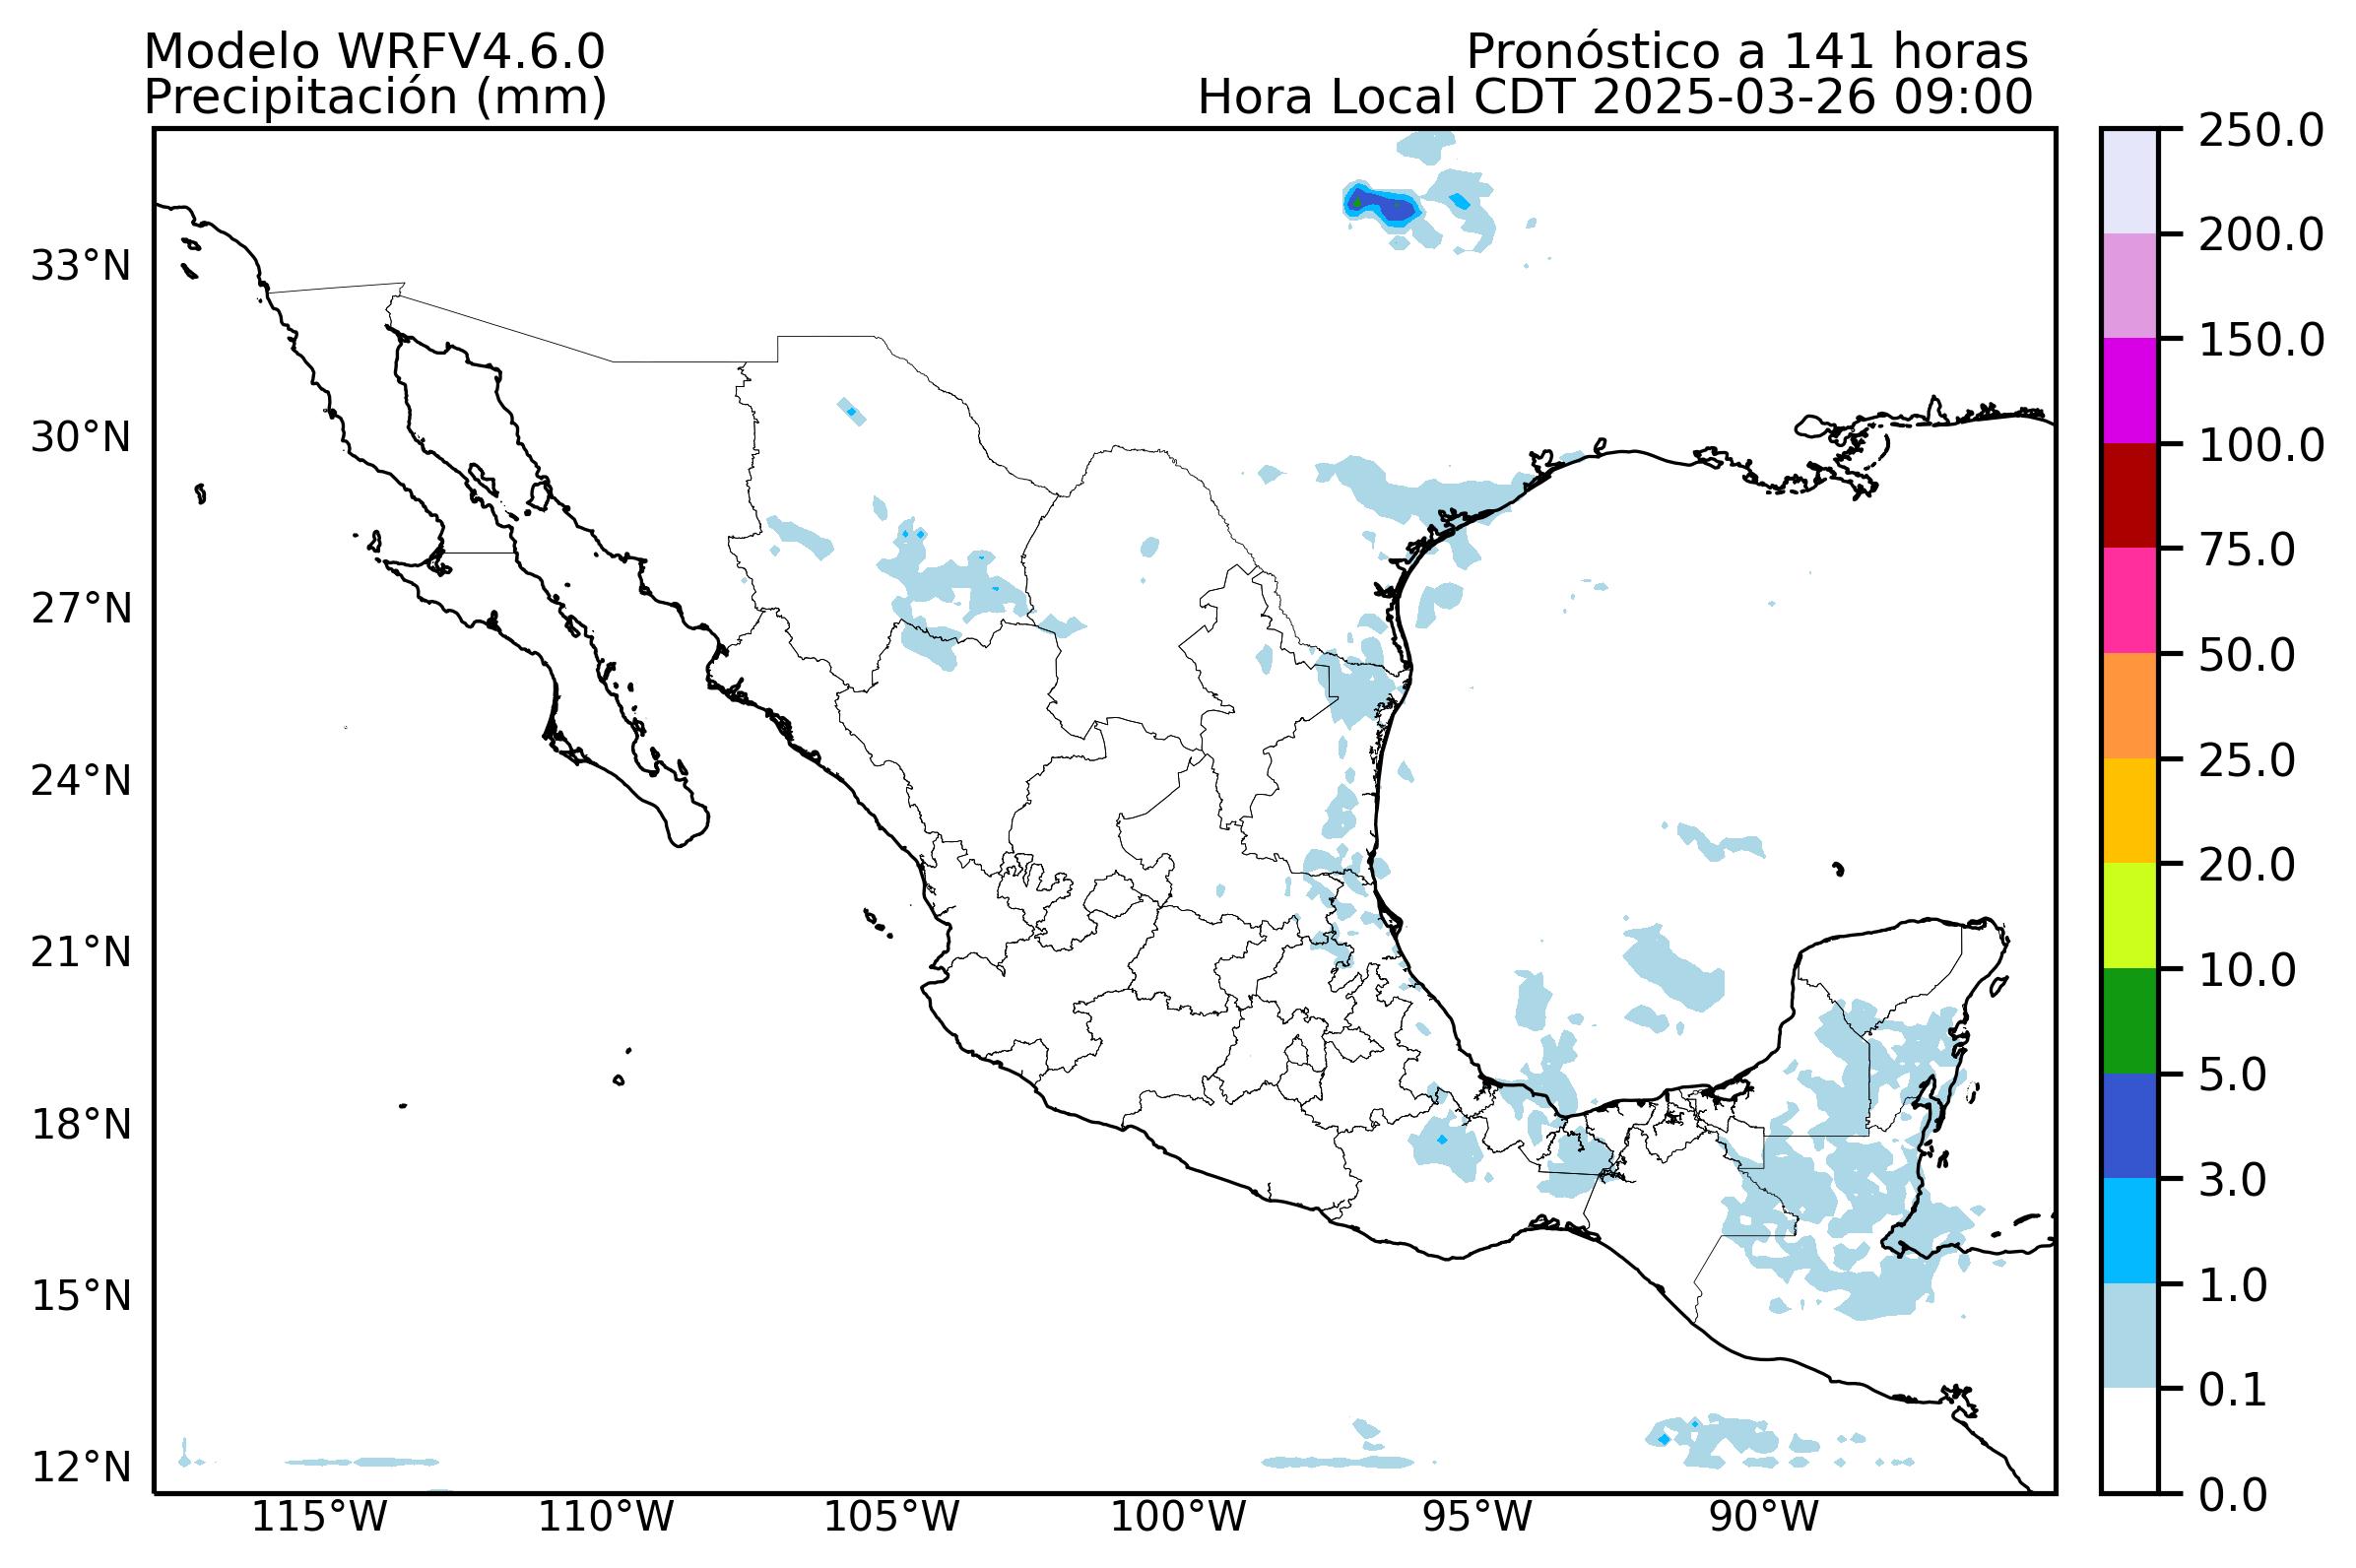 Modelo WRFV4.6.0
Precipitación (mm)
Pronóstico a 141 horas
Hora Local CDT 2025-03-26 09:00
33°N
30°N
27°N
24°N
21°N
18°N
15°N
12°N
115°W
110°W
105°W
100°W
95°W
90°W
250.0
200.0
150.0
100.0
75.0
50.0
25.0
20.0
10.0
5.0
3.0
1.0
0.1
0.0